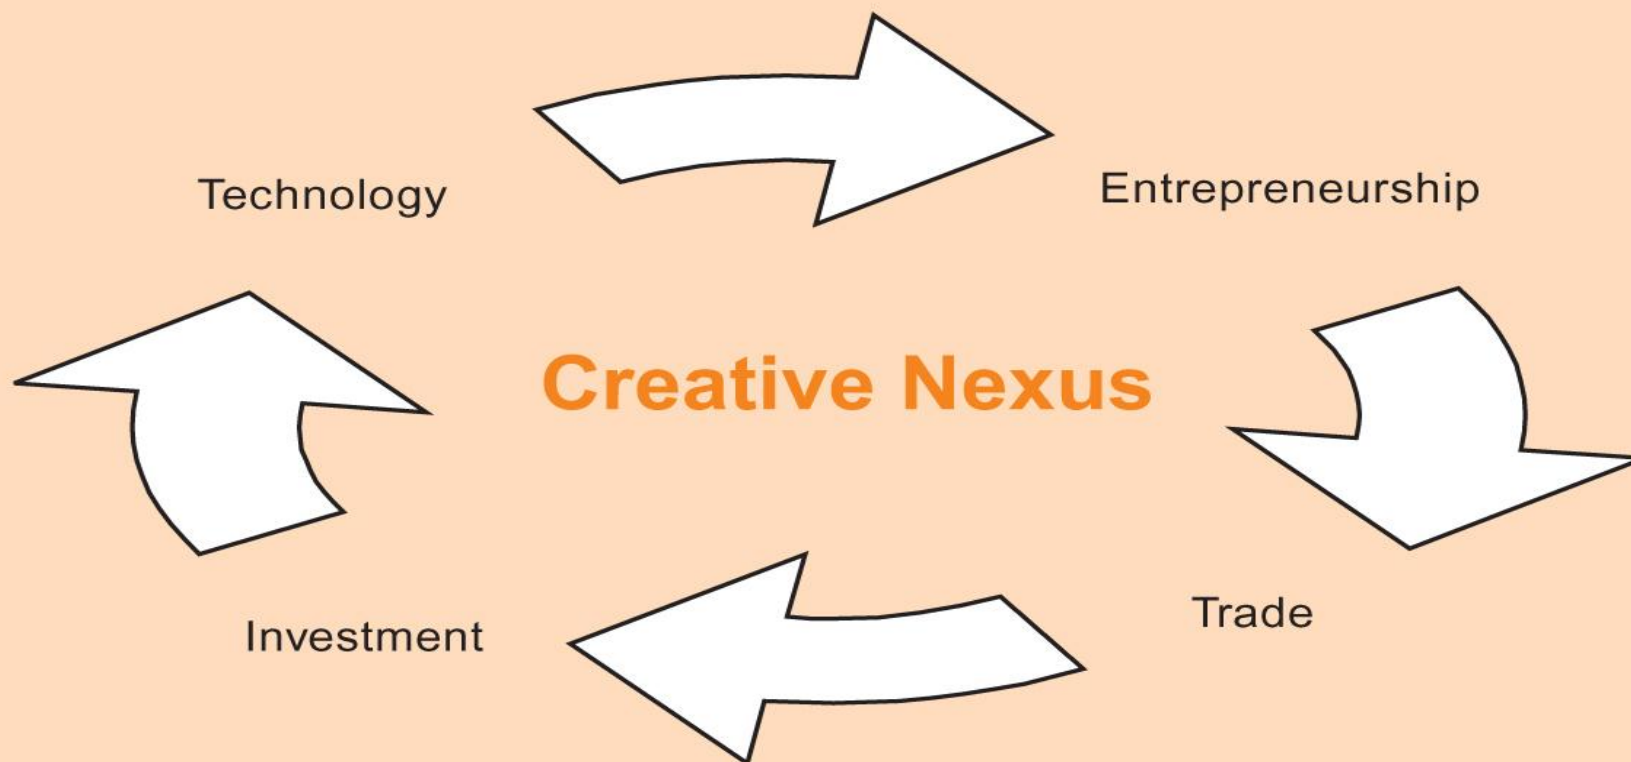 Technology
Entrepreneurship
Creative Nexus
Investment
Trade